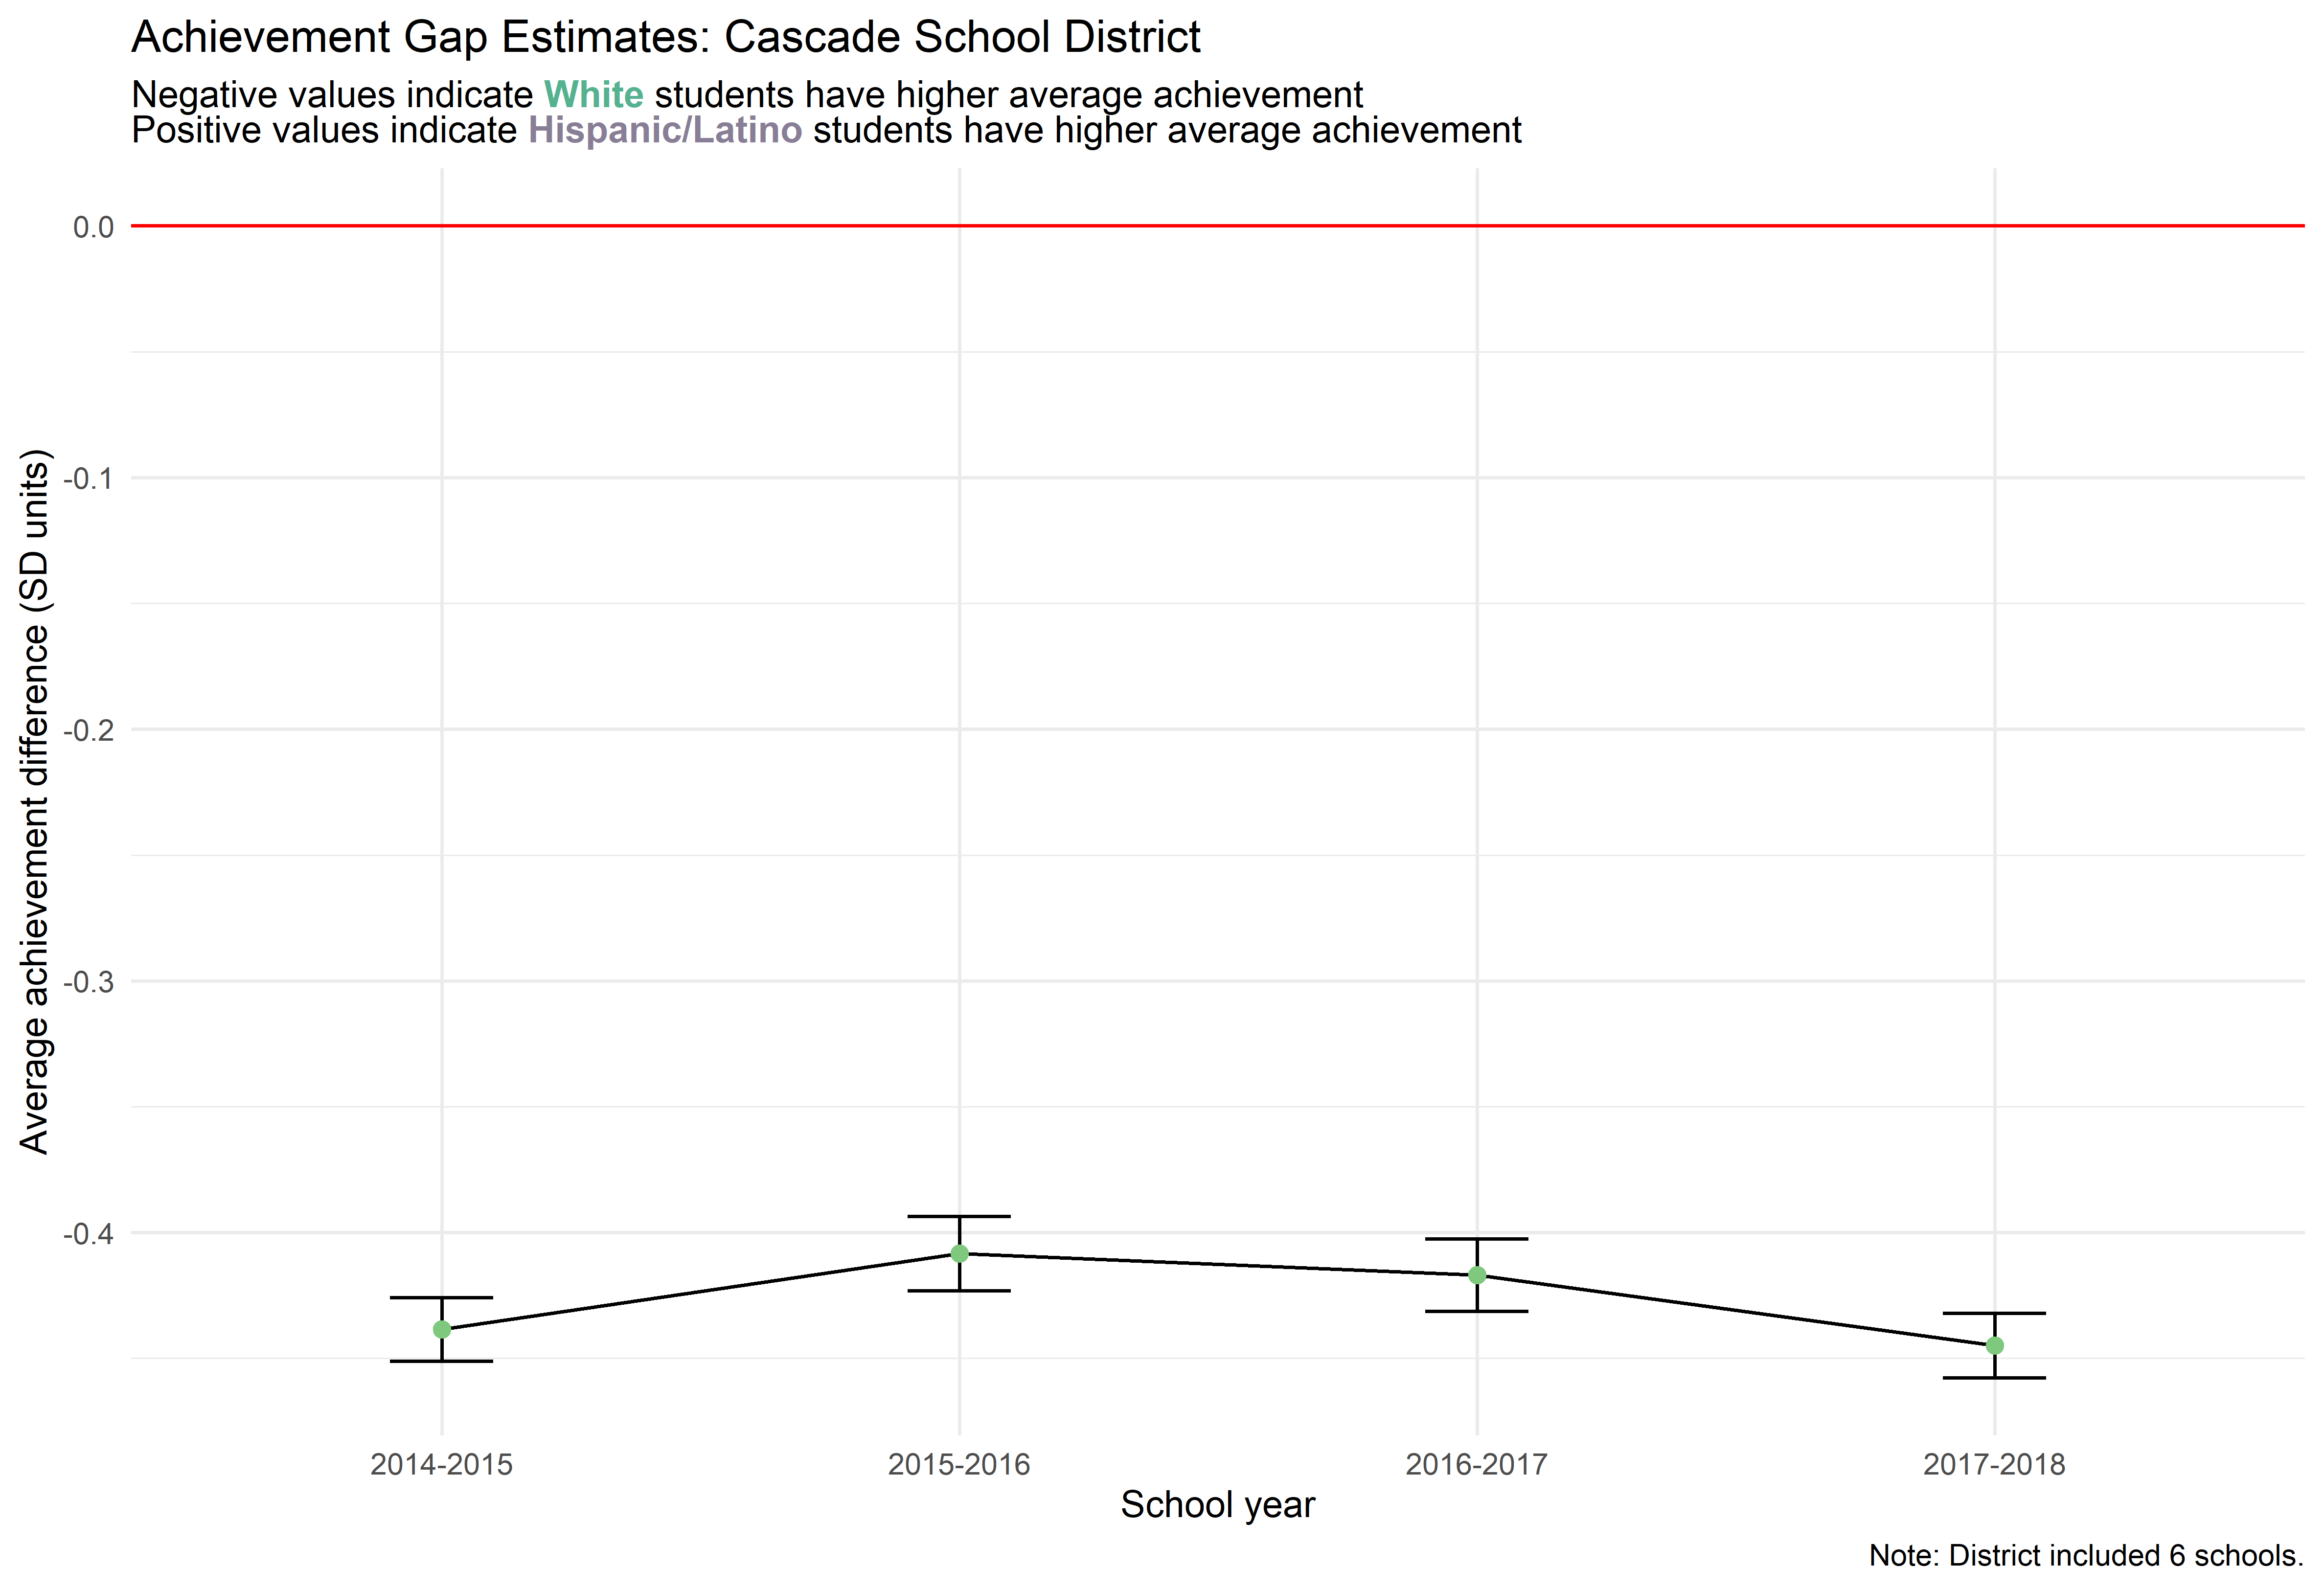 Achievement Gap Estimates: Cascade School District
Negative values indicate White students have higher average achievement
Positive values indicate Hispanic/Latino students have higher average achievement
Average achievement difference (SD units)
0.0
-0.1
-0.2
-0.3
-0.4
2014-2015
2015-2016
2016-2017
2017-2018
School year
Note: District included 6 schools.